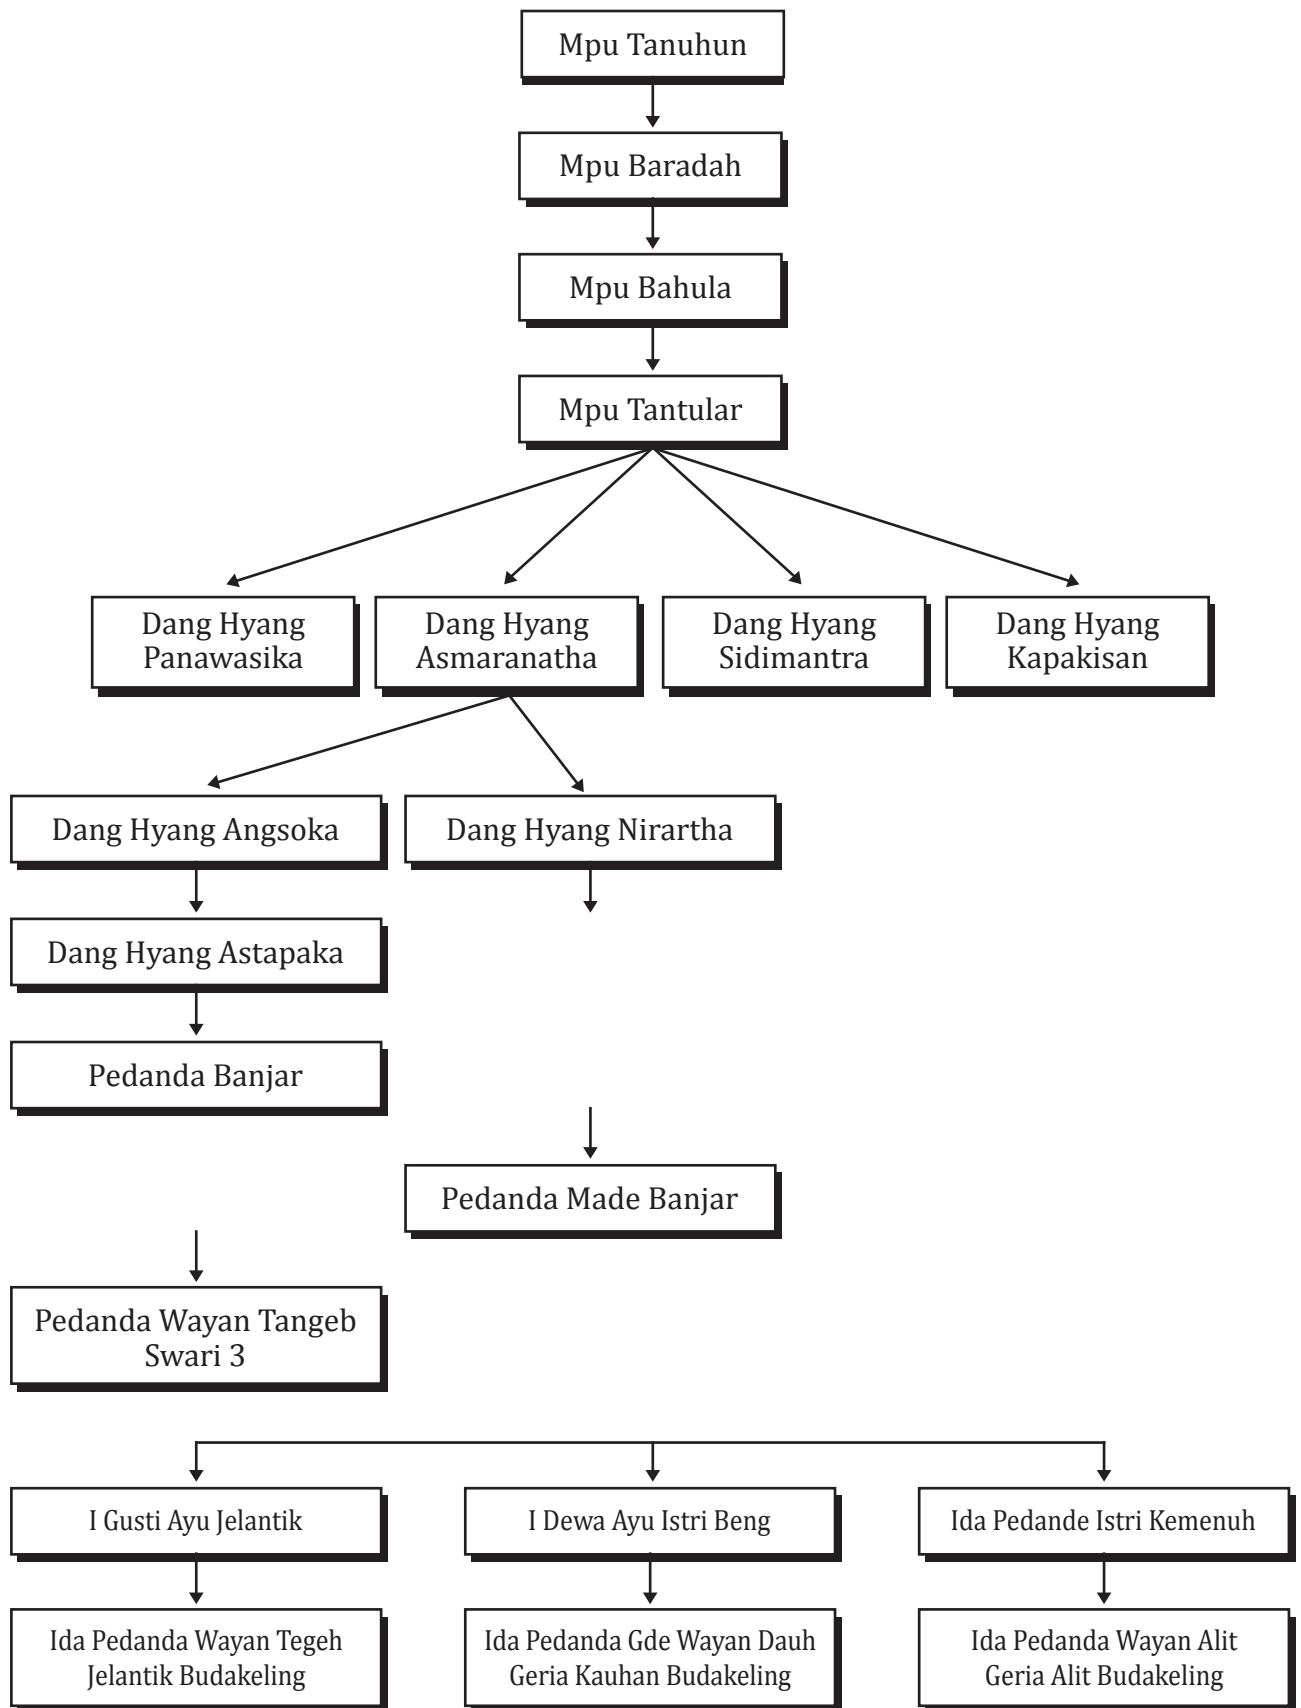 Mpu Tanuhun
Mpu Baradah
Mpu Bahula
Mpu Tantular
Dang Hyang
Panawasika
Dang Hyang
Asmaranatha
Dang Hyang
Sidimantra
Dang Hyang
Kapakisan
Dang Hyang Angsoka
Dang Hyang Nirartha
Dang Hyang Astapaka
Pedanda Banjar
Pedanda Made Banjar
Pedanda Wayan Tangeb
Swari 3
I Gusti Ayu Jelantik
I Dewa Ayu Istri Beng
Ida Pedande Istri Kemenuh
Ida Pedanda Wayan Tegeh
Jelantik Budakeling
Ida Pedanda Gde Wayan Dauh
Geria Kauhan Budakeling
Ida Pedanda Wayan Alit
Geria Alit Budakeling